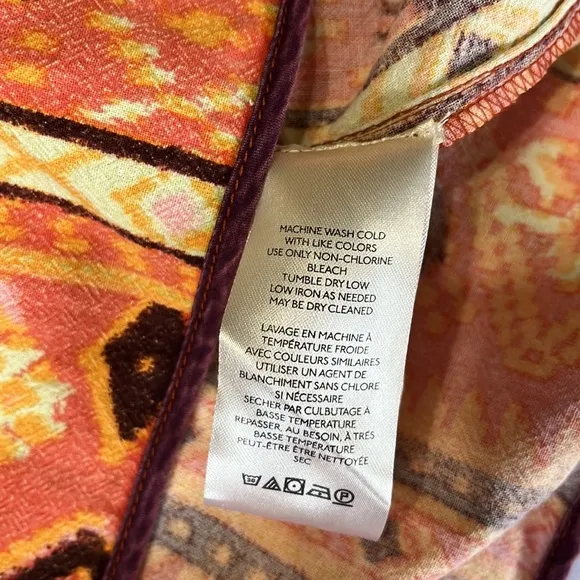 MACHINE WASH COLD
WITH LIKE COLORS
USE ONLY NON-CHLORINE
BLEACH
TUMBLE DRY LOW
LOW IRON AS NEEDED
MAY BE DRY CLEANED
LAVAGE EN MACHINE À
TEMPÉRATURE FROIDE
AVEC COULEURS SIMILAIRES
UTILISER UN AGENT DE
BLANCHIMENT SANS CHLORE
SI NÉCESSAIRE
SECHER PAR CULBUTAGE À
BASSE TEMPÉRATURE
REPASSER, AU BESOIN, À TRÈS
BASSE TEMPÉRATURE
PEUT-ÊTRE NETTOYÉE
SEC
30 P